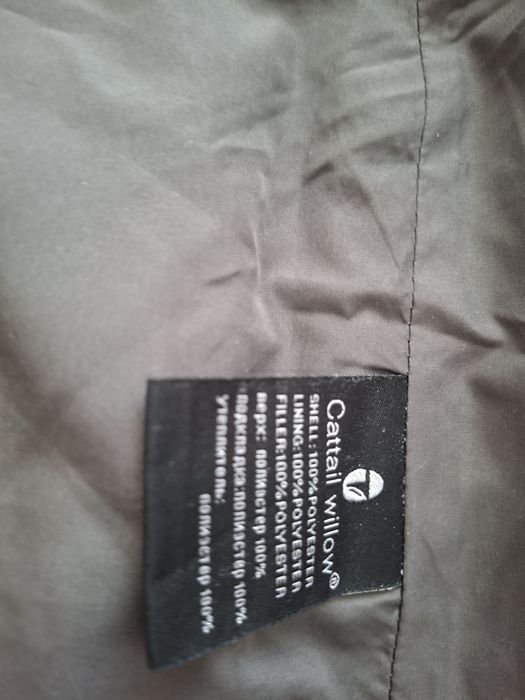 Cattail willow®
SHELL:100%POLYESTER
LINING:100%POLYESTER
FILLER:100%POLYESTER
верх: полиэстер 100%
подкладка:полиэстер 100%
утеплитель:
полиэстер 100%